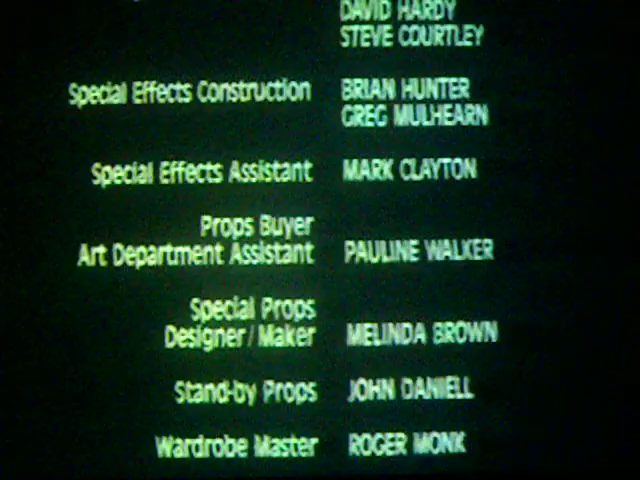 DAVID HARDY
STEVE COURTLEY
Special Effects Construction BRIAN HUNTER
GREG MULHEARN
Special Effects Assistant MARK CLAYTON
Props Buyer
Art Department Assistant PAULINE WALKER
Special Props
Designer/Maker MELINDA BROWN
Stand-by Props JOHN DANIELL
Wardrobe Master ROGER MONK